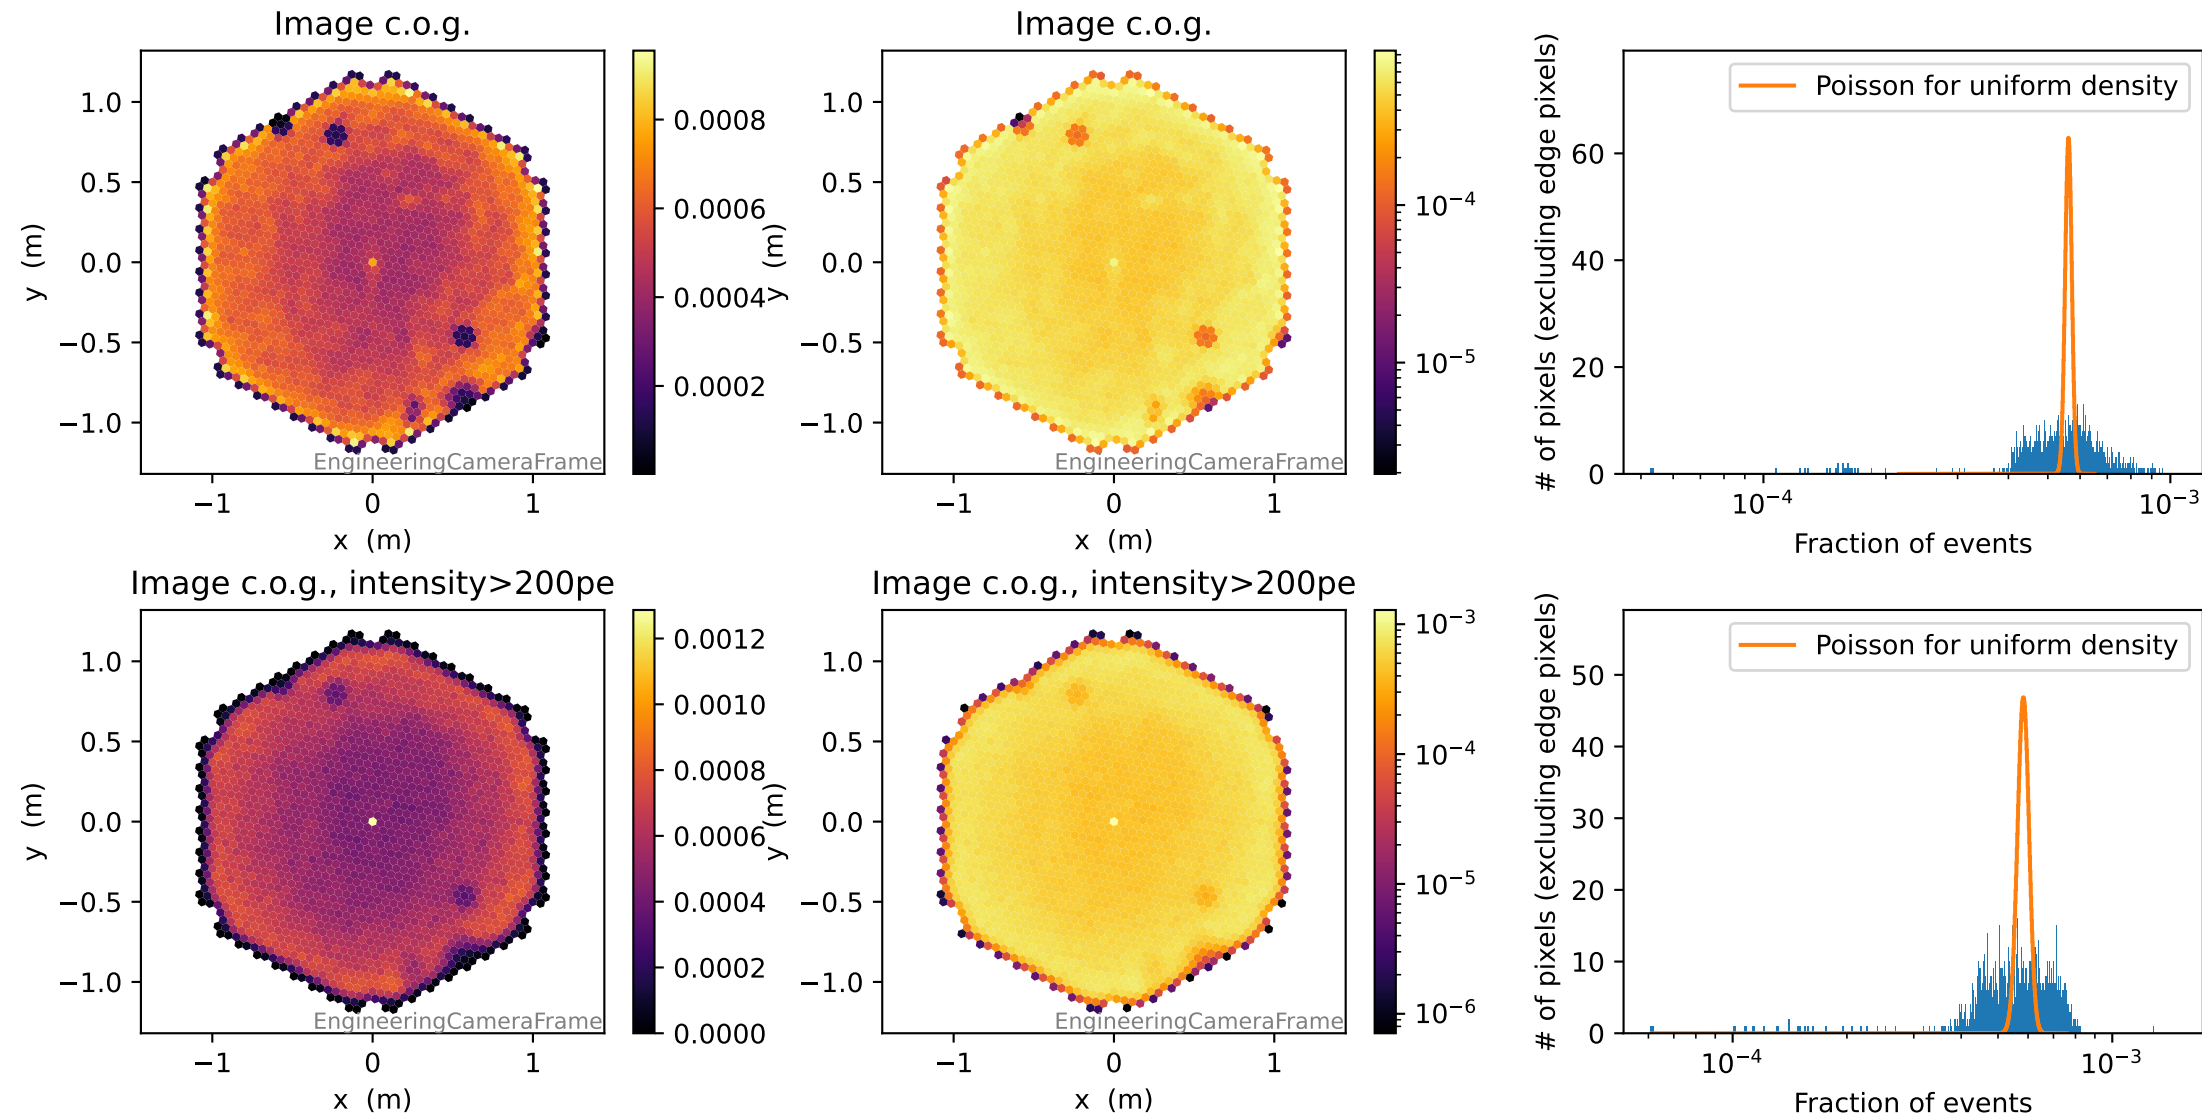 Image c.o.g.
1.0
0.5
0.0
−0.5
−1.0
y (m)
−1
0
1
x (m)
EngineeringCameraFrame
0.0008
0.0006
0.0004
0.0002
Image c.o.g.
1.0
0.5
0.0
−0.5
−1.0
y (m)
−1
0
1
x (m)
EngineeringCameraFrame
10⁻⁴
10⁻⁵
Poisson for uniform density
60
40
20
0
# of pixels (excluding edge pixels)
10⁻⁴
10⁻³
Fraction of events
Image c.o.g., intensity>200pe
1.0
0.5
0.0
−0.5
−1.0
y (m)
−1
0
1
x (m)
EngineeringCameraFrame
0.0012
0.0010
0.0008
0.0006
0.0004
0.0002
0.0000
Image c.o.g., intensity>200pe
1.0
0.5
0.0
−0.5
−1.0
y (m)
−1
0
1
x (m)
EngineeringCameraFrame
10⁻³
10⁻⁴
10⁻⁵
10⁻⁶
Poisson for uniform density
50
40
30
20
10
0
# of pixels (excluding edge pixels)
10⁻⁴
10⁻³
Fraction of events